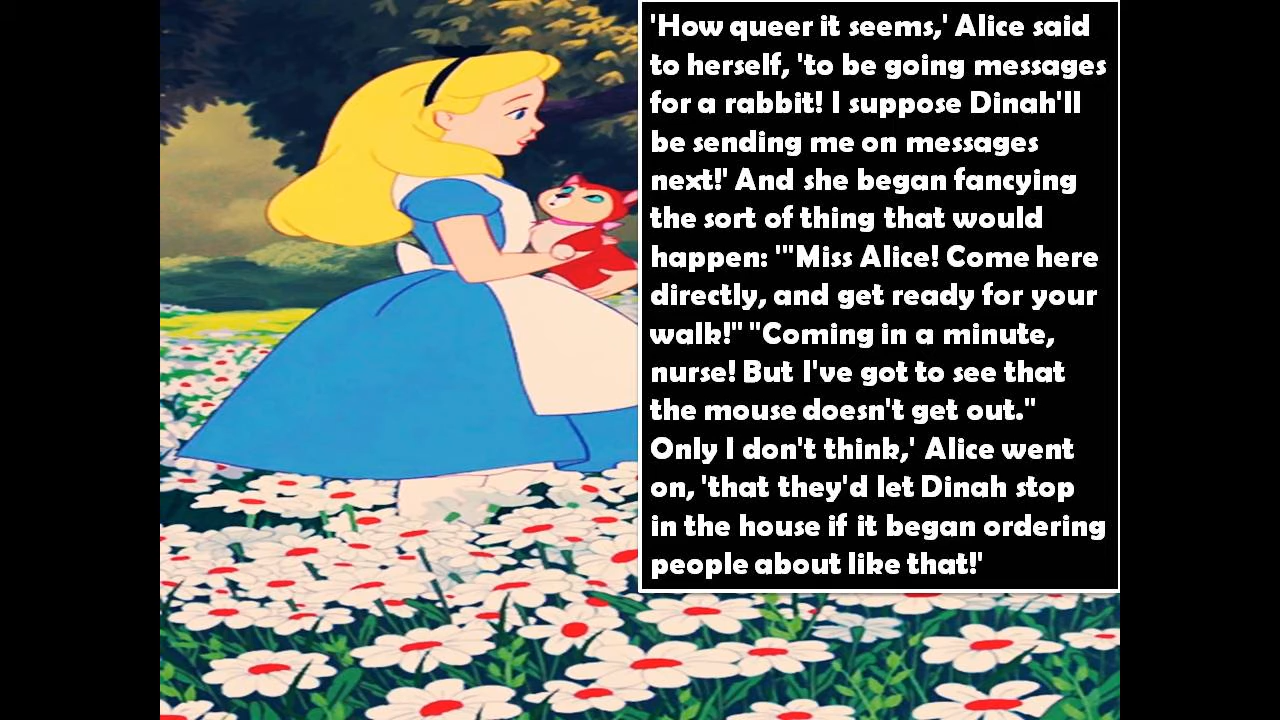 'How queer it seems,' Alice said
to herself, 'to be going messages
for a rabbit! I suppose Dinah'll
be sending me on messages
next!' And she began fancying
the sort of thing that would
happen: '"Miss Alice! Come here
directly, and get ready for your
walk!" "Coming in a minute,
nurse! But I've got to see that
the mouse doesn't get out."
Only I don't think,' Alice went
on, 'that they'd let Dinah stop
in the house if it began ordering
people about like that!'